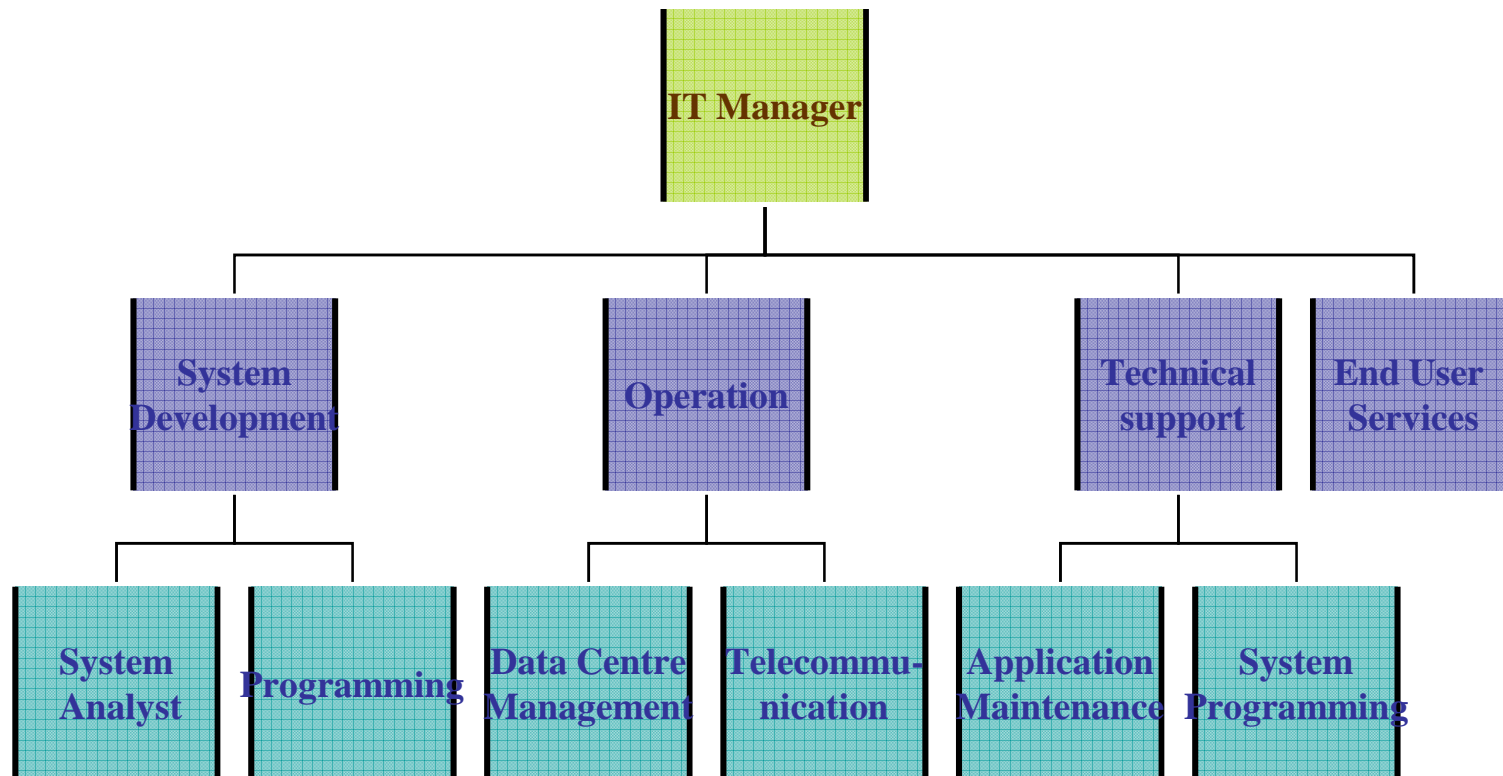 IT Manager
System
Development
Operation
Technical
support
End User
Services
System
Analyst
Programming
Data Centre
Management
Telecommu-
nication
Application
Maintenance
System
Programming